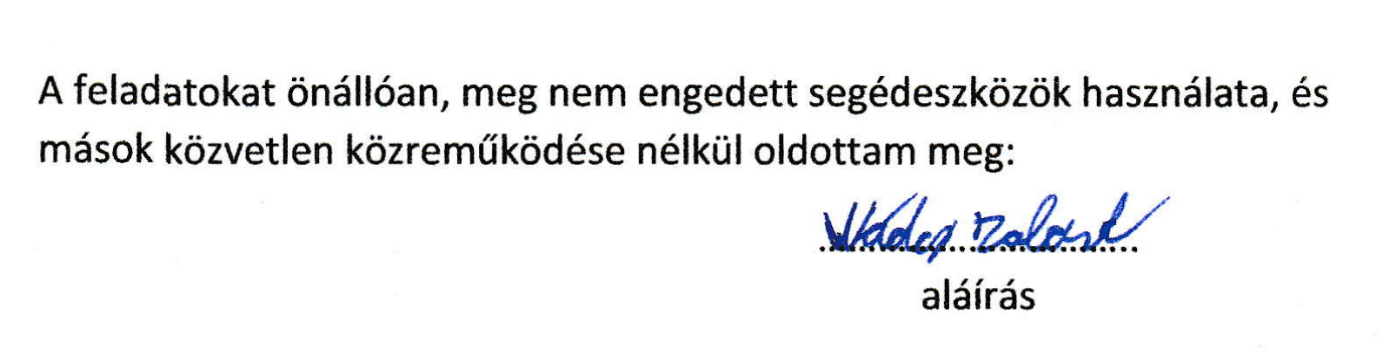 A feladatokat önállóan, meg nem engedett segédeszközök használata, és
mások közvetlen közreműködése nélkül oldottam meg:
aláírás